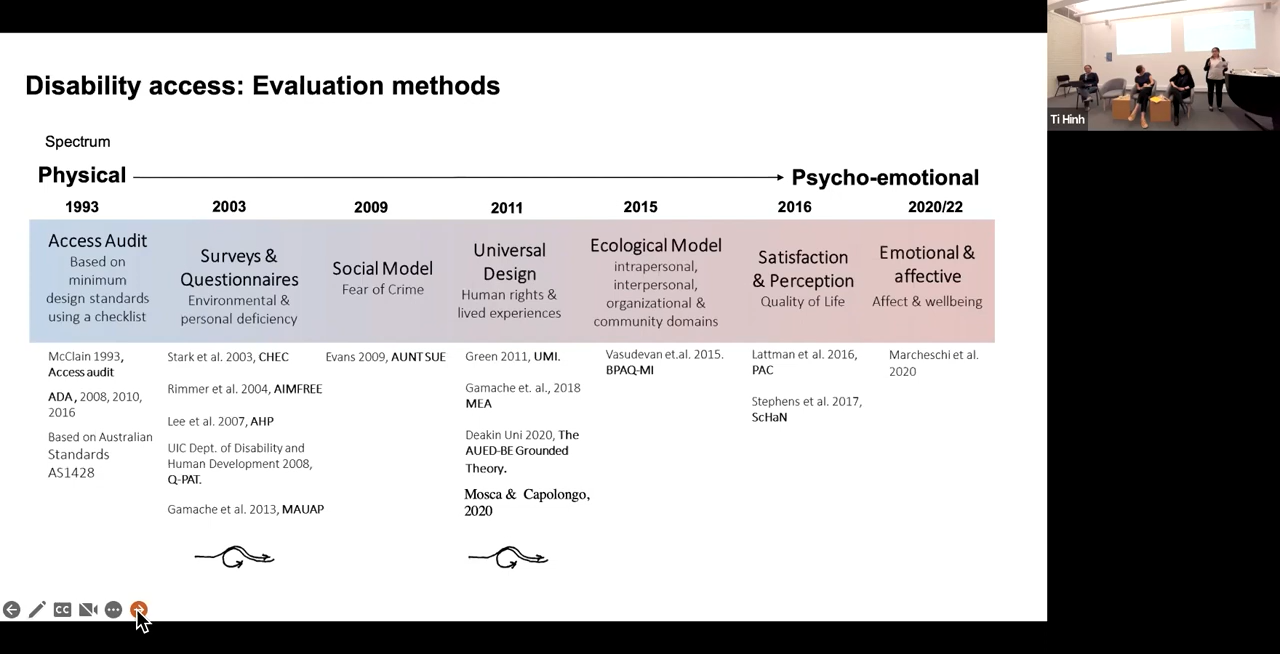 Disability access: Evaluation methods
Ti Hinh
Spectrum
Physical
Psycho-emotional
1993
2003
2009
2011
2015
2016
2020/22
Access Audit
Based on
minimum
design standards
using a checklist
Surveys &
Questionnaires
Environmental &
personal deficiency
Social Model
Fear of Crime
Universal
Design
Human rights &
lived experiences
Ecological Model
intrapersonal,
interpersonal,
organizational &
community domains
Satisfaction
& Perception
Quality of Life
Emotional &
affective
Affect & wellbeing
McClain 1993,
Access audit
ADA, 2008, 2010,
2016
Based on Australian
Standards
AS1428
Stark et al. 2003, CHEC
Rimmer et al. 2004, AIMFREE
Lee et al. 2007, AHP
UIC Dept. of Disability and
Human Development 2008,
Q-PAT.
Gamache et al. 2013, MAUAP
Evans 2009, AUNT SUE
Green 2011, UMI.
Gamache et. al., 2018
MEA
Deakin Uni 2020, The
AUED-BE Grounded
Theory.
Mosca & Capolongo,
2020
Vasudevan et.al. 2015.
BPAQ-MI
Lattman et al. 2016,
PAC
Stephens et al. 2017,
ScHaN
Marcheschi et al.
2020
CC